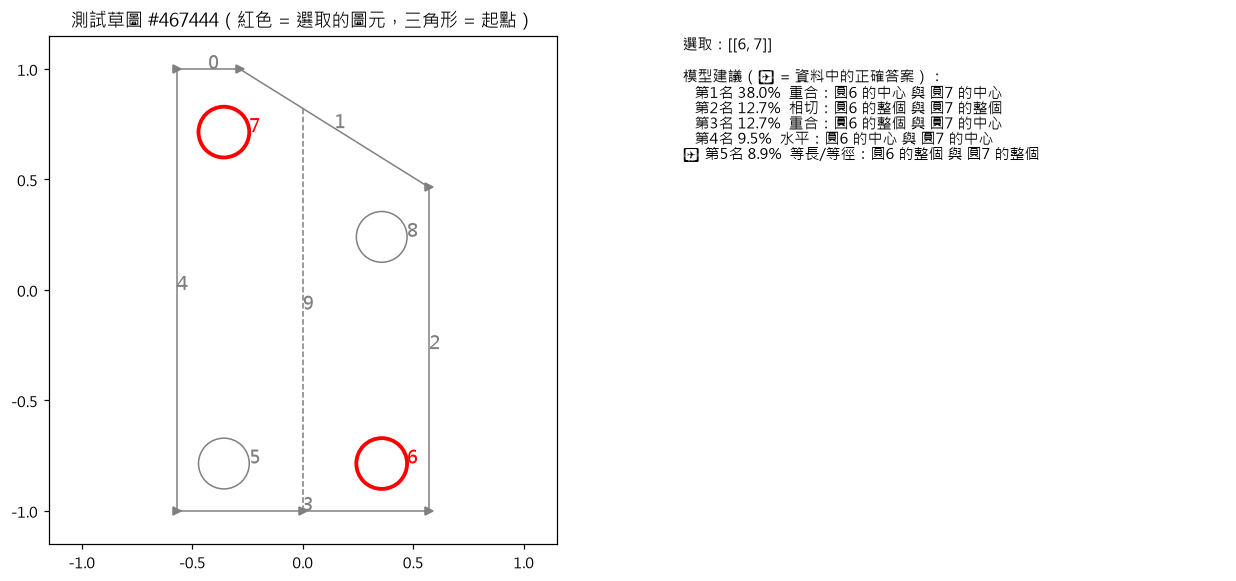 測試草圖 #467444（紅色 = 選取的圖元，三角形 = 起點）
1.0
0.5
0.0
-0.5
-1.0
-1.0
-0.5
0.0
0.5
1.0
0
1
7
8
4
9
2
5
6
3
選取：[[6, 7]]
模型建議（✈ = 資料中的正確答案）：
第1名 38.0% 重合：圓6 的中心 與 圓7 的中心
第2名 12.7% 相切：圓6 的整個 與 圓7 的整個
第3名 12.7% 重合：圓6 的整個 與 圓7 的中心
第4名 9.5% 水平：圓6 的中心 與 圓7 的中心
✈ 第5名 8.9% 等長/等徑：圓6 的整個 與 圓7 的整個